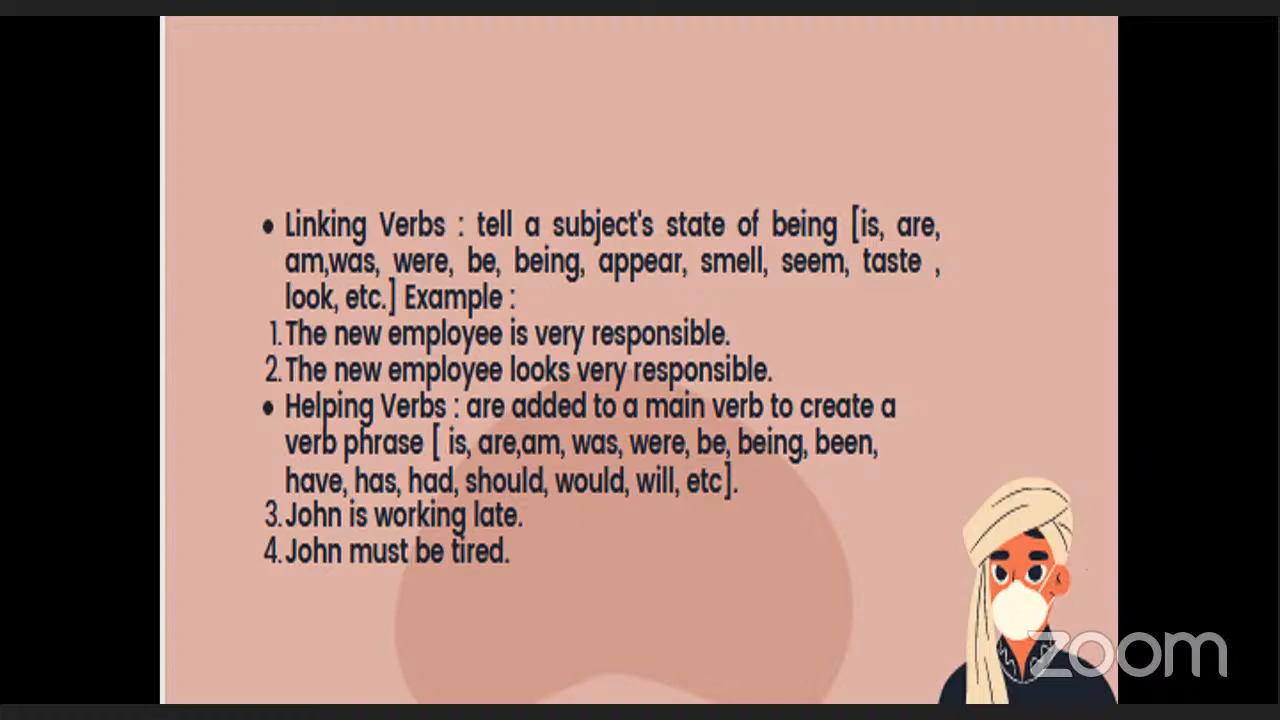 • Linking Verbs : tell a subject's state of being [is, are,
am,was, were, be, being, appear, smell, seem, taste ,
look, etc.] Example :
1.The new employee is very responsible.
2.The new employee looks very responsible.
• Helping Verbs : are added to a main verb to create a
verb phrase [ is, are,am, was, were, be, being, been,
have, has, had, should, would, will, etc].
3.John is working late.
4.John must be tired.
zoom